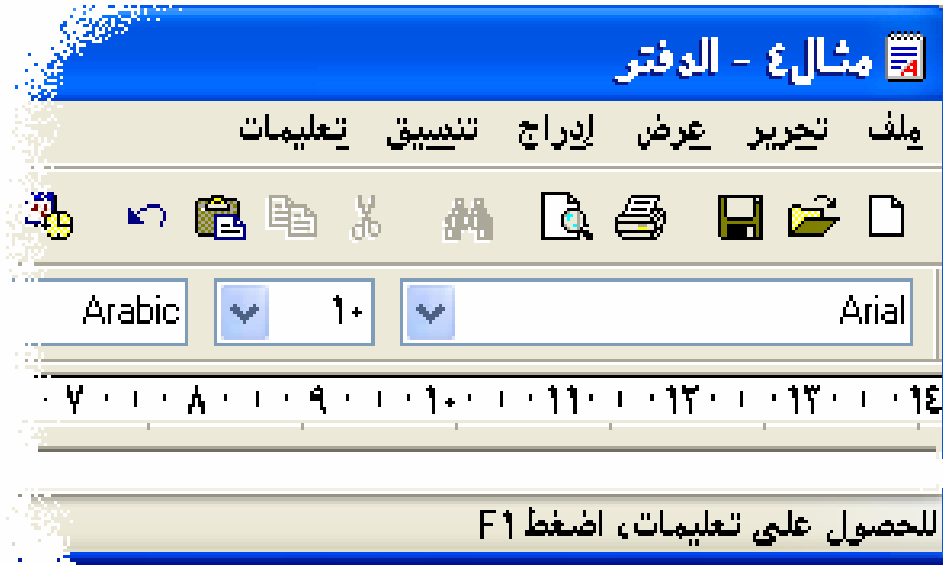 مثال٤ - الدفتر
ملف تحرير عرض إدراج تنسيق تعليمات
Arial ١٠ Arabic
١٤ ١٣ ١٢ ١١ ١٠ ٩ ٨ ٧
للحصول على تعليمات، اضغط F١